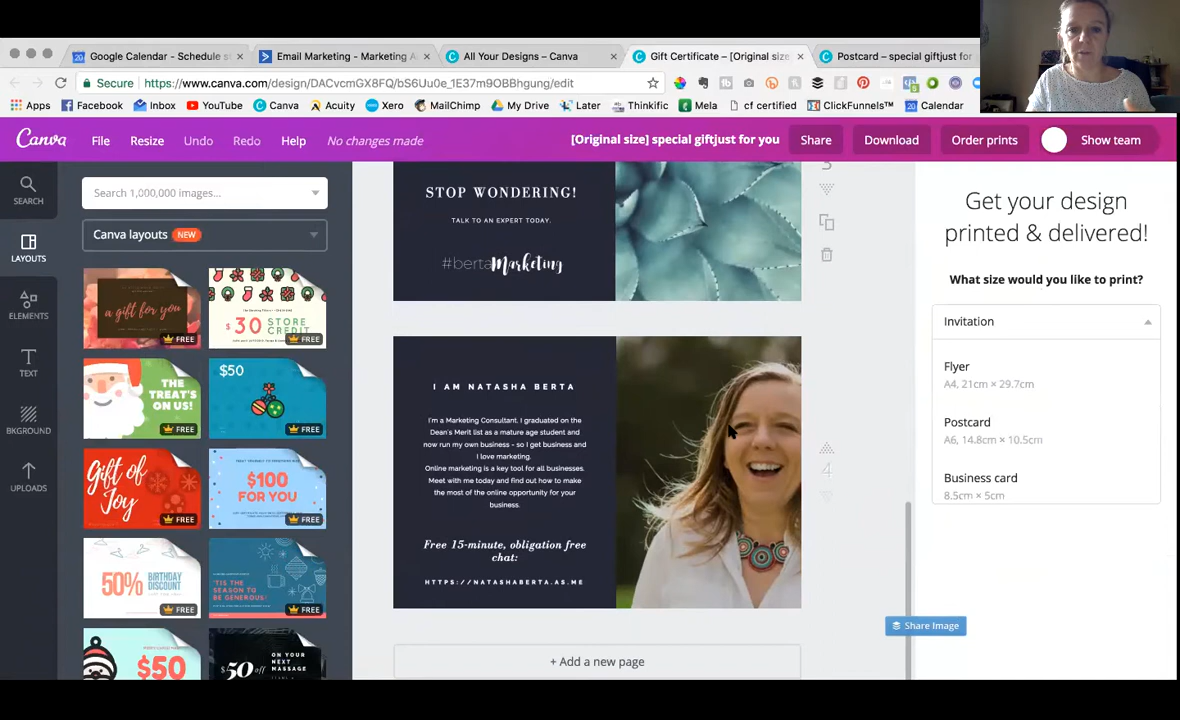 Google Calendar - Schedule s
Email Marketing - Marketing A
All Your Designs – Canva
Gift Certificate – [Original size
Postcard – special giftjust for
Secure
https://www.canva.com/design/DACvcmGX8FQ/bS6Uu0e_1E37m9OBBhgung/edit
Apps
Facebook
Inbox
YouTube
Canva
Acuity
Xero
MailChimp
My Drive
Later
Thinkific
Mela
cf certified
ClickFunnels™
Calendar
Canva
File
Resize
Undo
Redo
Help
No changes made
[Original size] special giftjust for you
Share
Download
Order prints
Show team
SEARCH
LAYOUTS
ELEMENTS
TEXT
BKGROUND
UPLOADS
Search 1,000,000 images...
Canva layouts NEW
a gift for you
FREE
$30 STORE CREDIT
FREE
THE TREAT'S ON US!
FREE
$50
FREE
Gift of Joy
FREE
$100 FOR YOU
FREE
50% BIRTHDAY DISCOUNT
FREE
'TIS THE SEASON TO BE GENEROUS!
FREE
$50
$50 off
ON YOUR NEXT MASSAGE
STOP WONDERING!
TALK TO AN EXPERT TODAY.
#bertaMarketing
3
I AM NATASHA BERTA
I'm a Marketing Consultant. I graduated on the
Dean's Merit list as a mature age student and
now run my own business - so I get business and
I love marketing.
Online marketing is a key tool for all businesses.
Meet with me today and find out how to make
the most of the online opportunity for your
business.
Free 15-minute, obligation free
chat:
HTTPS://NATASHABERTA.AS.ME
4
+ Add a new page
Get your design
printed & delivered!
What size would you like to print?
Invitation
Flyer
A4, 21cm × 29.7cm
Postcard
A6, 14.8cm × 10.5cm
Business card
8.5cm × 5cm
Share Image